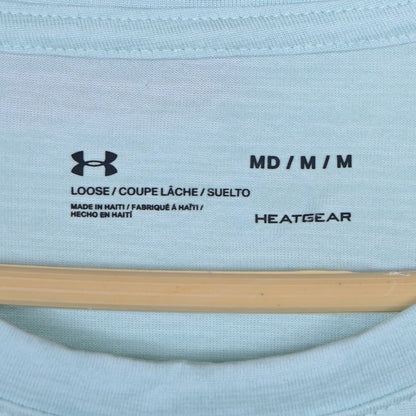 MD / M / M
LOOSE / COUPE LÂCHE / SUELTO
MADE IN HAITI / FABRIQUÉ À HAÏTI /
HECHO EN HAITÍ
HEATGEAR